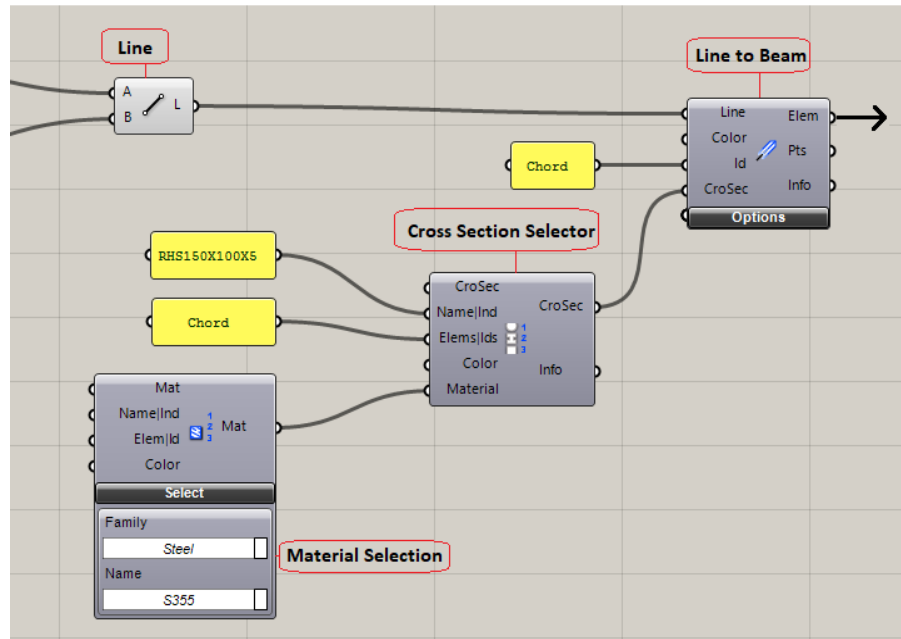 Line
A
B
L
Line to Beam
Line
Color
Id
CroSec
Elem
Pts
Info
Options
Chord
Cross Section Selector
RHS150X100X5
Chord
CroSec
Name|Ind
Elems|Ids
Color
Material
1
2
3
CroSec
Info
Mat
Name|Ind
Elem|Id
Color
1
2
3
Mat
Select
Family
Steel
Name
S355
Material Selection